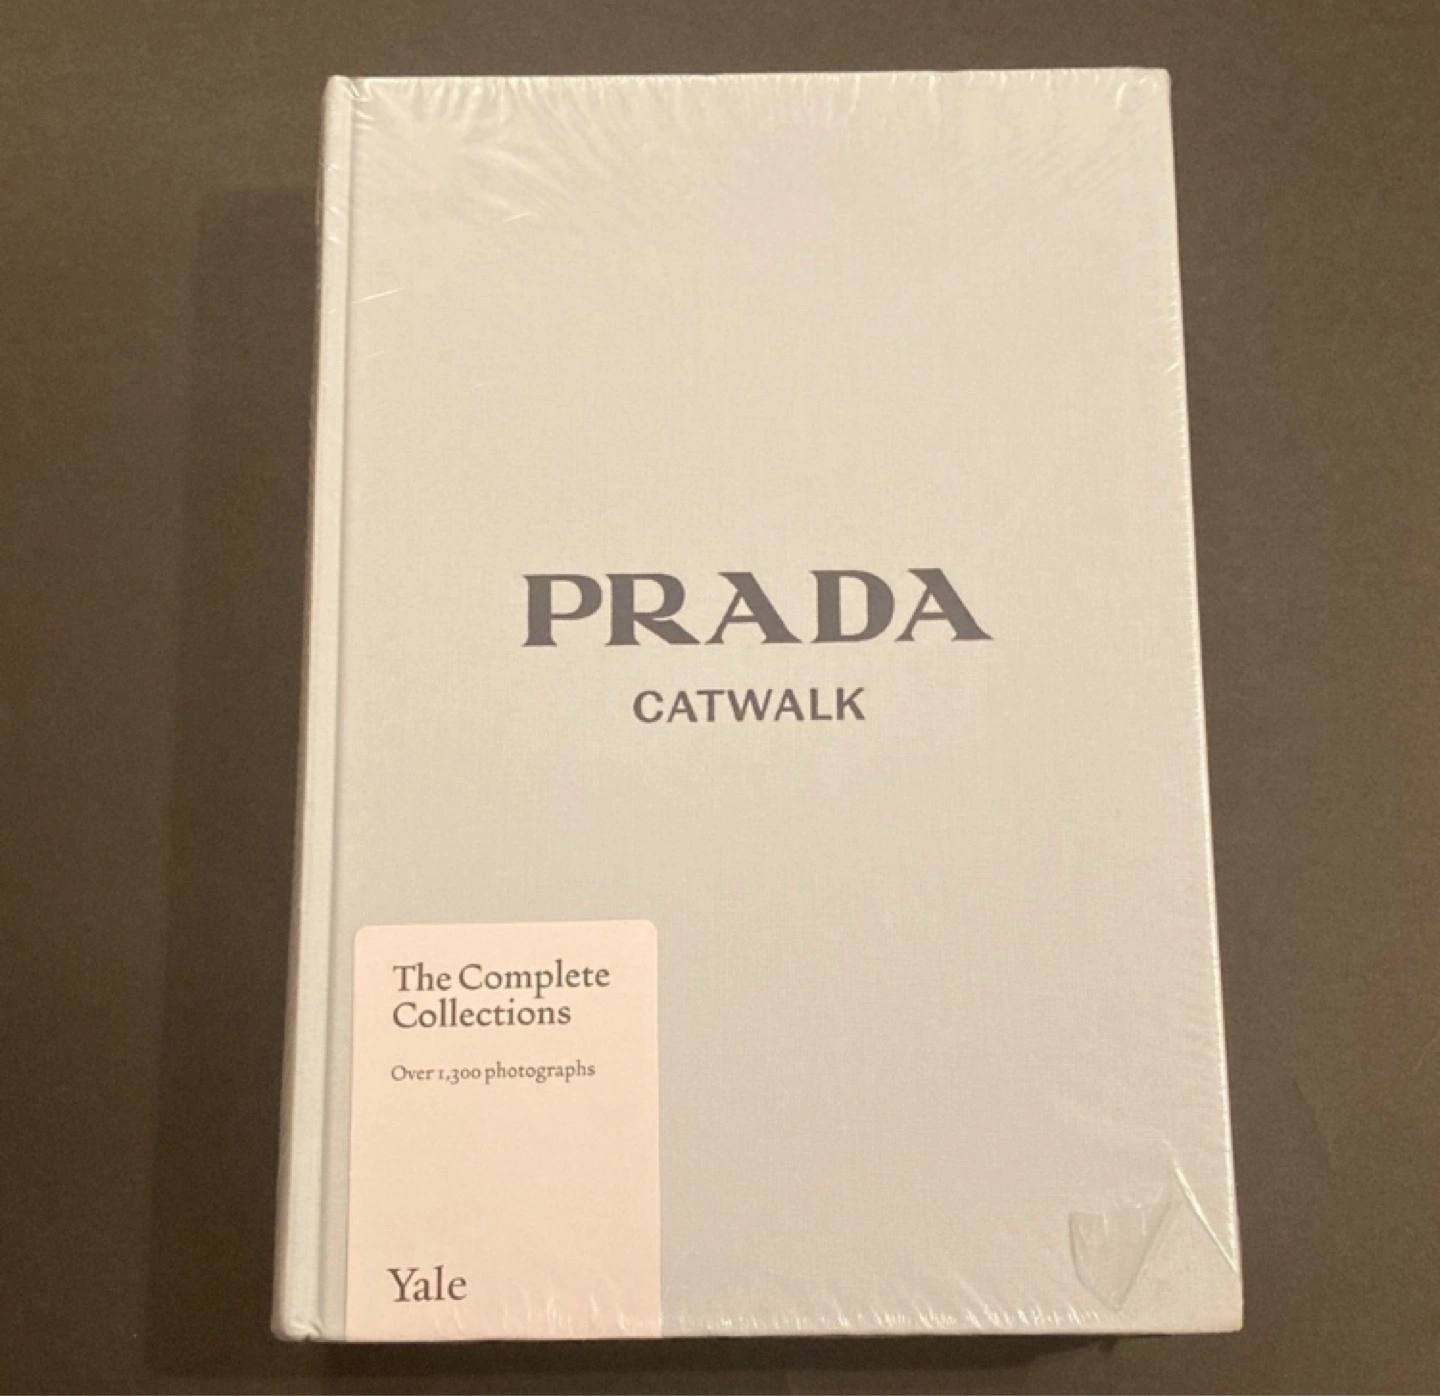 PRADA
CATWALK
The Complete
Collections
Over 1,300 photographs
Yale